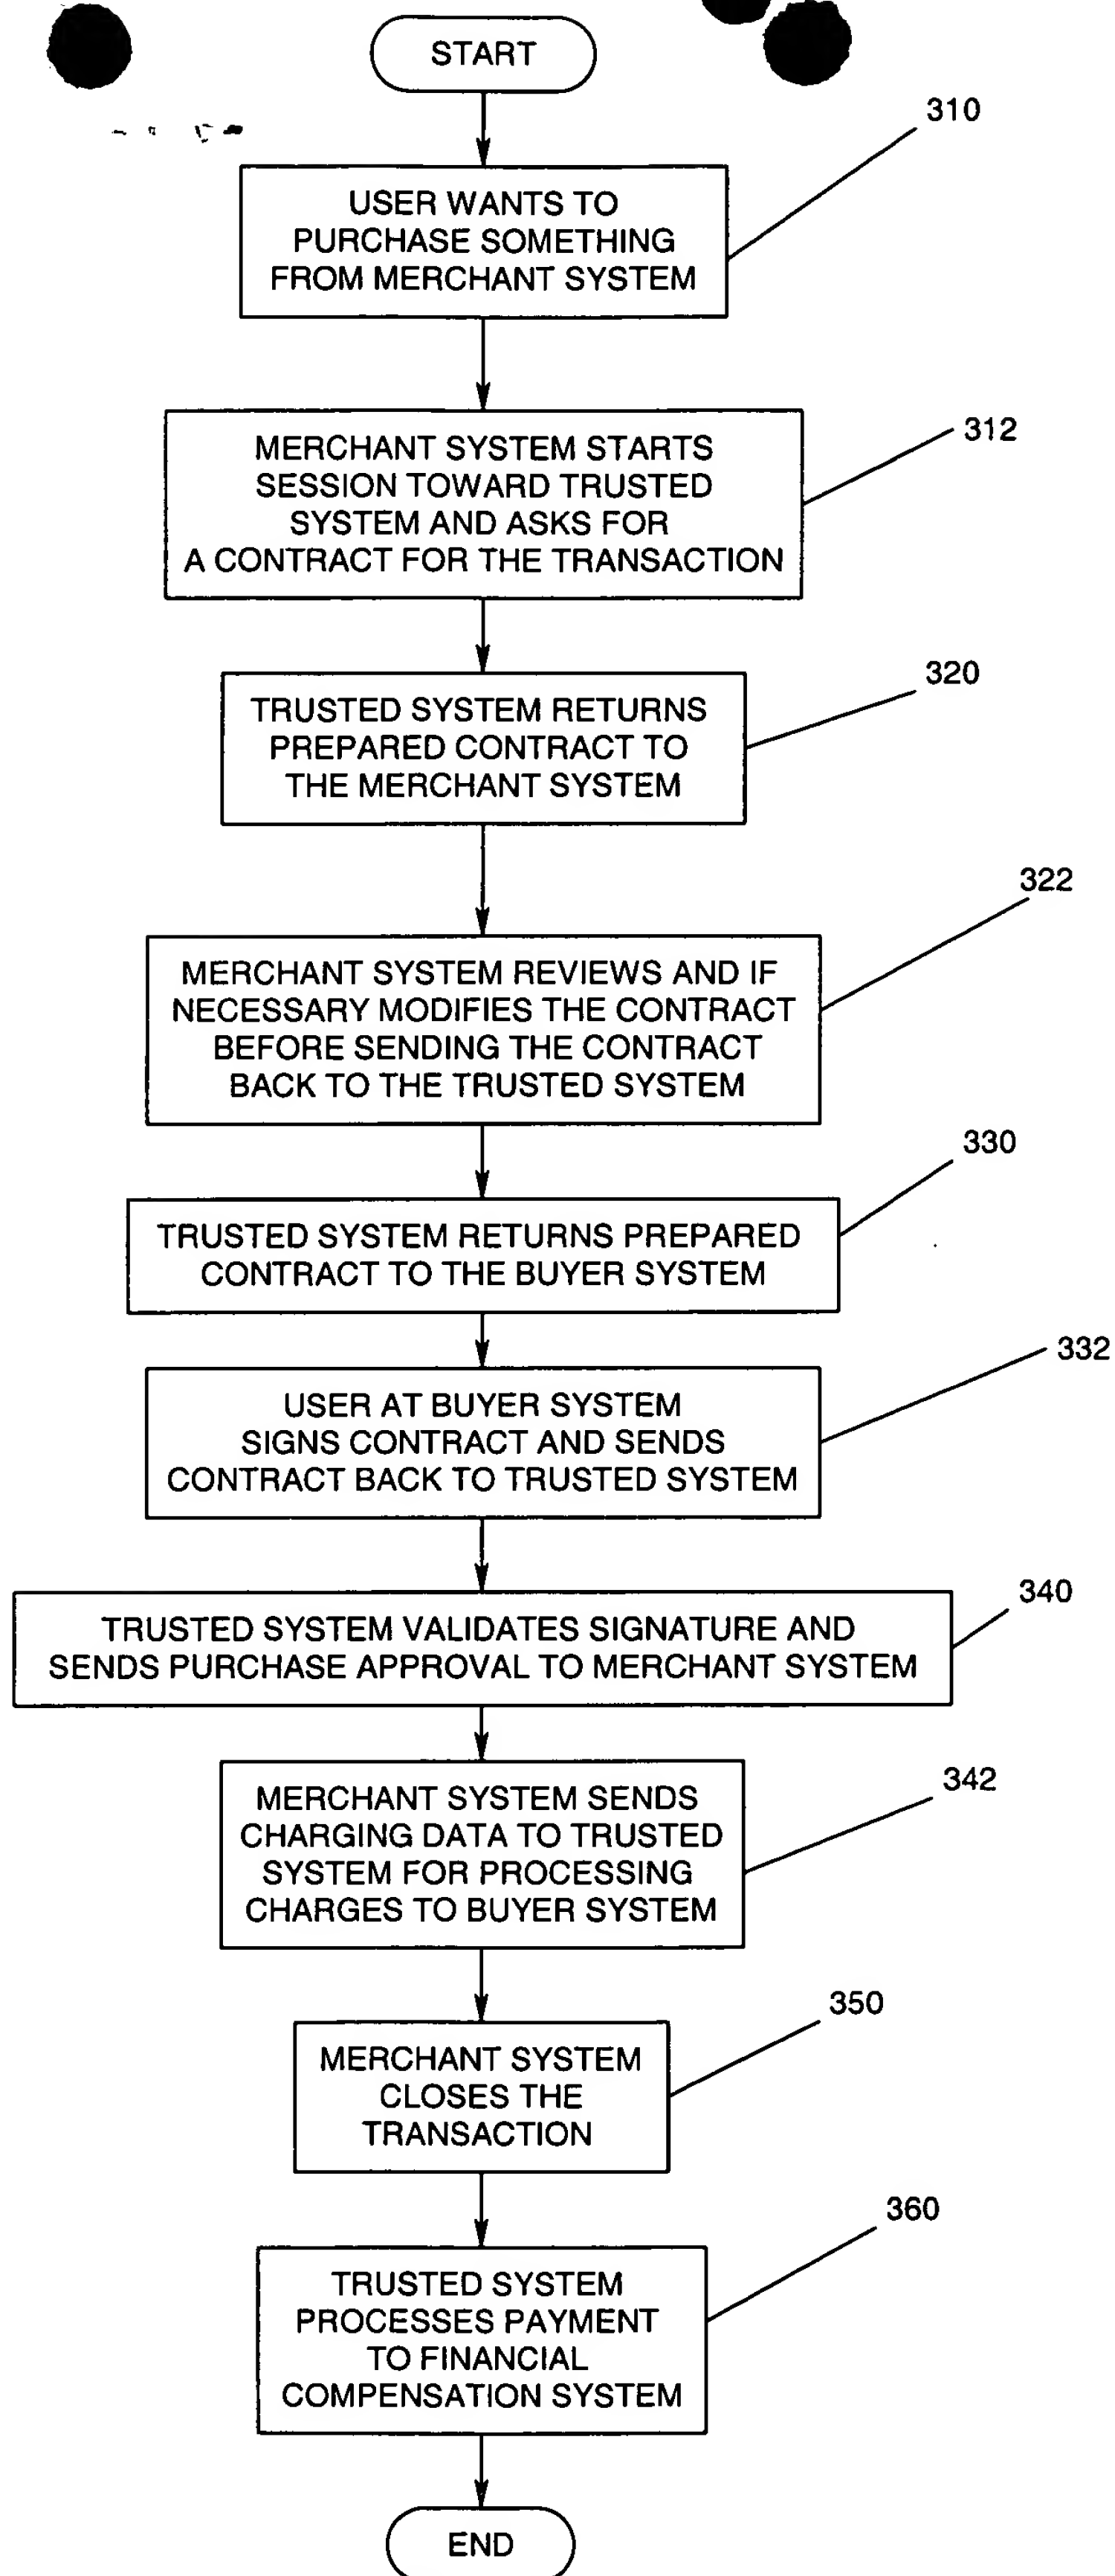 START
310
USER WANTS TO
PURCHASE SOMETHING
FROM MERCHANT SYSTEM
312
MERCHANT SYSTEM STARTS
SESSION TOWARD TRUSTED
SYSTEM AND ASKS FOR
A CONTRACT FOR THE TRANSACTION
320
TRUSTED SYSTEM RETURNS
PREPARED CONTRACT TO
THE MERCHANT SYSTEM
322
MERCHANT SYSTEM REVIEWS AND IF
NECESSARY MODIFIES THE CONTRACT
BEFORE SENDING THE CONTRACT
BACK TO THE TRUSTED SYSTEM
330
TRUSTED SYSTEM RETURNS PREPARED
CONTRACT TO THE BUYER SYSTEM
332
USER AT BUYER SYSTEM
SIGNS CONTRACT AND SENDS
CONTRACT BACK TO TRUSTED SYSTEM
340
TRUSTED SYSTEM VALIDATES SIGNATURE AND
SENDS PURCHASE APPROVAL TO MERCHANT SYSTEM
342
MERCHANT SYSTEM SENDS
CHARGING DATA TO TRUSTED
SYSTEM FOR PROCESSING
CHARGES TO BUYER SYSTEM
350
MERCHANT SYSTEM
CLOSES THE
TRANSACTION
360
TRUSTED SYSTEM
PROCESSES PAYMENT
TO FINANCIAL
COMPENSATION SYSTEM
END